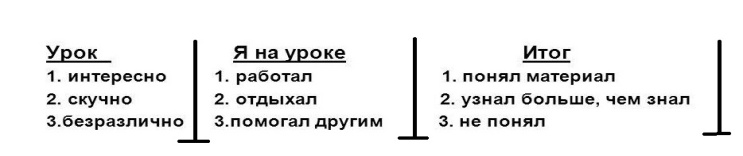 Урок
1. интересно
2. скучно
3.безразлично
Я на уроке
1. работал
2. отдыхал
3.помогал другим
Итог
1. понял материал
2. узнал больше, чем знал
3. не понял